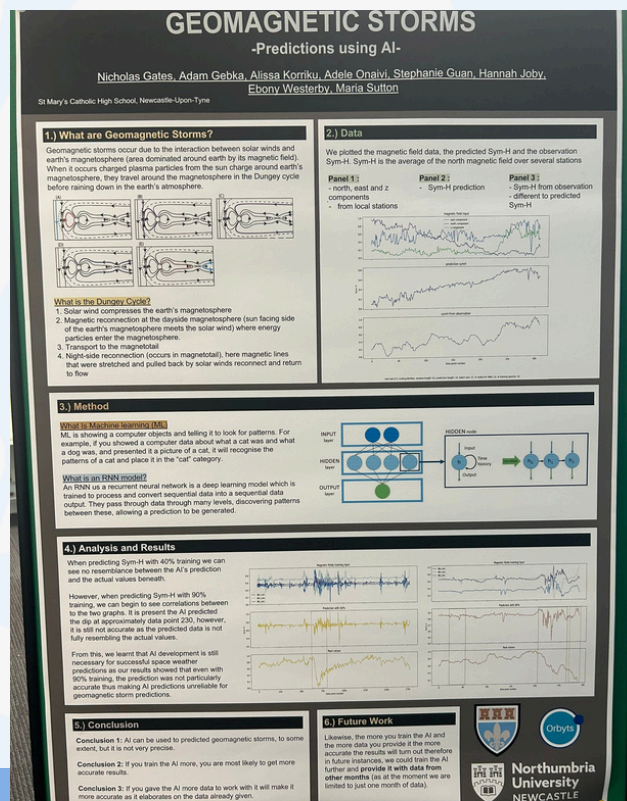 GEOMAGNETIC STORMS
-Predictions using AI-
Nicholas Gates, Adam Gebka, Alissa Korriku, Adele Onaivi, Stephanie Guan, Hannah Joby,
Ebony Westerby, Maria Sutton
St Mary's Catholic High School, Newcastle-Upon-Tyne
1.) What are Geomagnetic Storms?
Geomagnetic storms occur due to the interaction between solar winds and
earth's magnetosphere (area dominated around earth by its magnetic field).
When it occurs charged plasma particles from the sun charge around earth's
magnetosphere, they travel around the magnetosphere in the Dungey cycle
before raining down in the earth's atmosphere.
(A)
(B)
(C)
(D)
(E)
What is the Dungey Cycle?
1. Solar wind compresses the earth's magnetosphere
2. Magnetic reconnection at the dayside magnetosphere (sun facing side
of the earth's magnetosphere meets the solar wind) where energy
particles enter the magnetosphere.
3. Transport to the magnetotail
4. Night-side reconnection (occurs in magnetotail), here magnetic lines
that were stretched and pulled back by solar winds reconnect and return
to flow
2.) Data
We plotted the magnetic field data, the predicted Sym-H and the observation
Sym-H. Sym-H is the average of the north magnetic field over several stations
Panel 1 :
- north, east and z
components
- from local stations
Panel 2 :
- Sym-H prediction
Panel 3 :
- Sym-H from observation
- different to predicted
Sym-H
3.) Method
What is Machine learning (ML)
ML is showing a computer objects and telling it to look for patterns. For
example, if you showed a computer data about what a cat was and what
a dog was, and presented it a picture of a cat, it will recognise the
patterns of a cat and place it in the "cat" category.
What is an RNN model?
An RNN us a recurrent neural network is a deep learning model which is
trained to process and convert sequential data into a sequential data
output. They pass through data through many levels, discovering patterns
between these, allowing a prediction to be generated.
INPUT
layer
HIDDEN
layer
OUTPUT
layer
HIDDEN node
Input
Time
history
Output
4.) Analysis and Results
When predicting Sym-H with 40% training we can
see no resemblance between the AI's prediction
and the actual values beneath.
However, when predicting Sym-H with 90%
training, we can begin to see correlations between
to the two graphs. It is present the AI predicted
the dip at approximately data point 230, however,
it is still not accurate as the predicted data is not
fully resembling the actual values.
From this, we learnt that AI development is still
necessary for successful space weather
predictions as our results showed that even with
90% training, the prediction was not particularly
accurate thus making AI predictions unreliable for
geomagnetic storm predictions.
5.) Conclusion
Conclusion 1: AI can be used to predicted geomagnetic storms, to some
extent, but it is not very precise.
Conclusion 2: If you train the AI more, you are most likely to get more
accurate results.
Conclusion 3: If you gave the AI more data to work with it will make it
more accurate as it elaborates on the data already given.
6.) Future Work
Likewise, the more you train the AI and
the more data you provide it the more
accurate the results will turn out therefore
in future instances, we could train the AI
further and provide it with data from
other months (as at the moment we are
limited to just one month of data).
Orbyts
Northumbria
University
NEWCASTLE